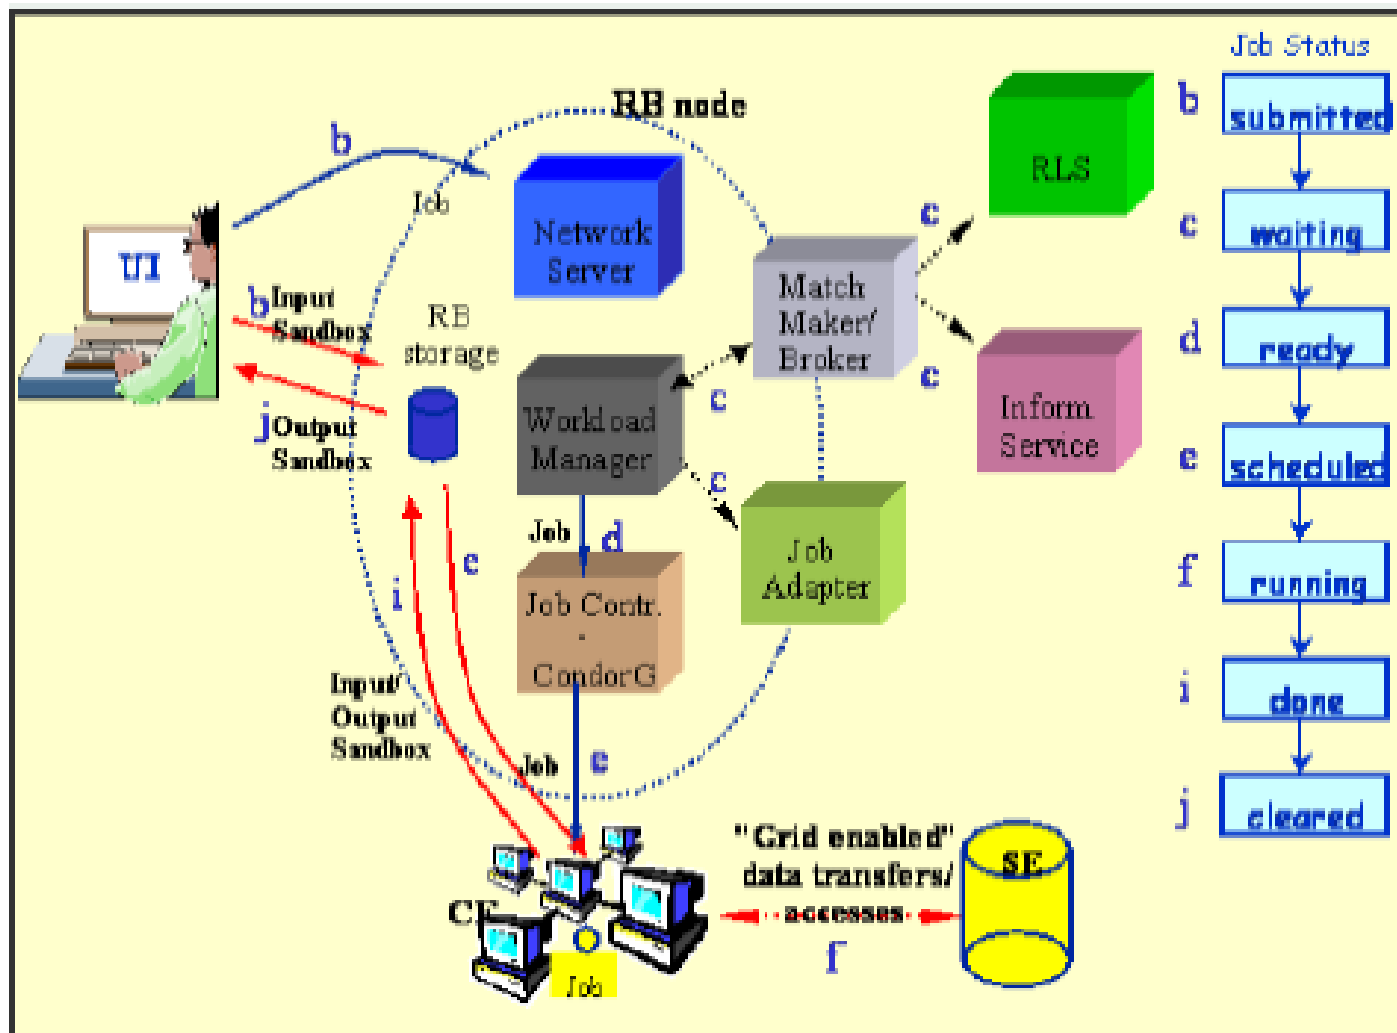 Job Status
RB node
b
submitted
b
Job
RLS
c
c
waiting
Network
Server
UI
Match
Maker/
Broker
b
Input
Sandbox
RB
storage
d
ready
c
c
Inform.
Service
j
Output
Sandbox
Workload
Manager
c
e
scheduled
Job
d
Job
Adapter
e
i
f
running
Job Contr.
-
CondorG
Input/
Output
Sandbox
i
done
Job
e
j
cleared
"Grid enabled"
data transfers/
accesses
f
SE
CE
Job